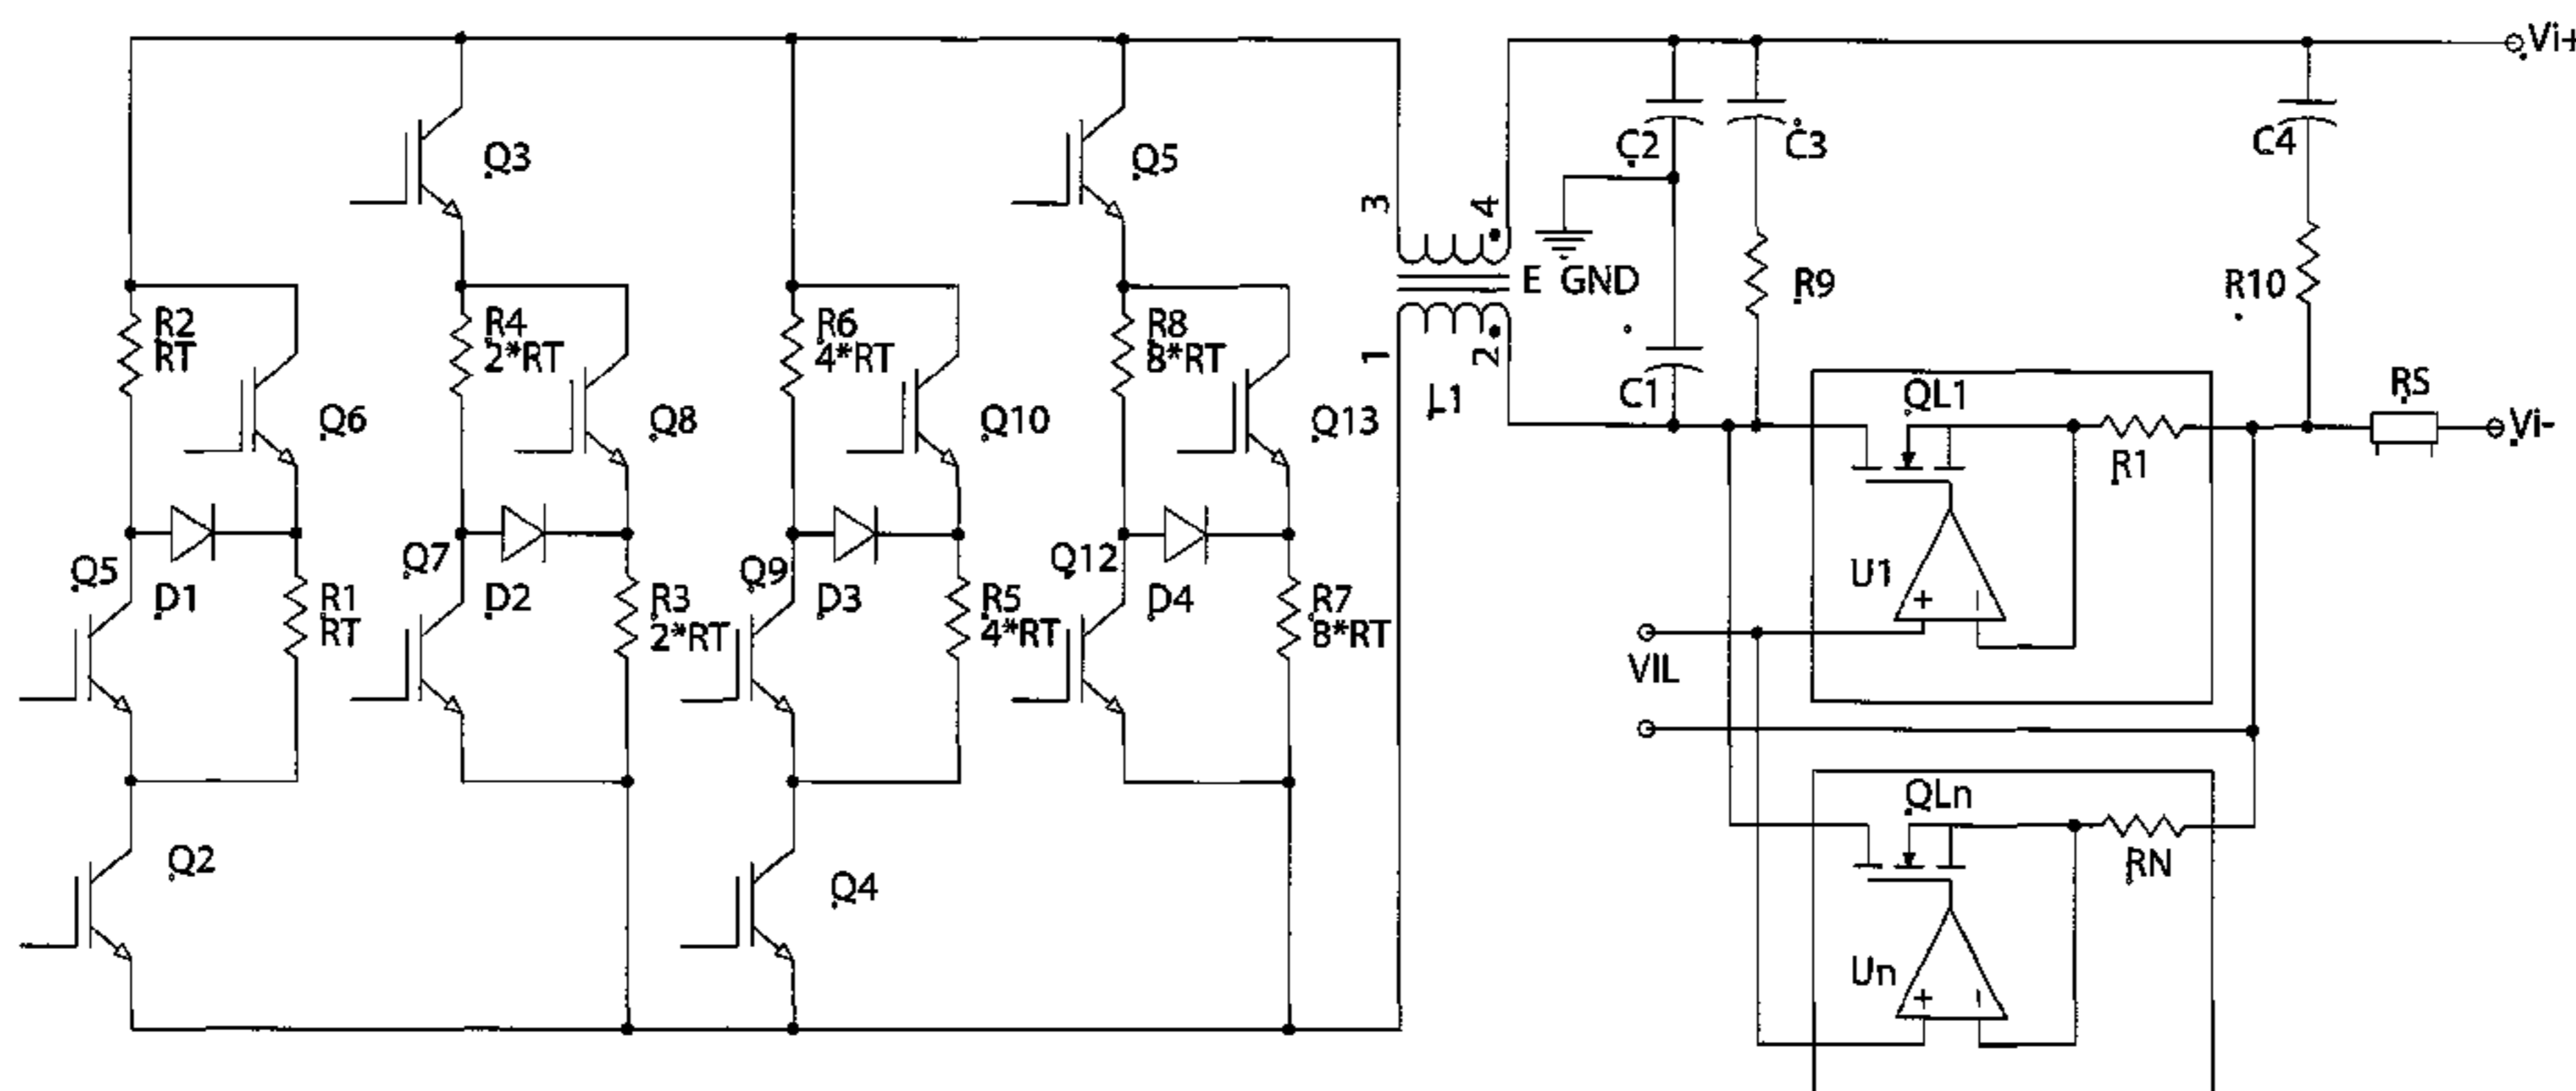 Vi+
Q3
Q5
C2
C3
C4
3
4
E GND
R9
R10
R2
RT
R4
2*RT
R6
4*RT
R8
8*RT
Q6
Q8
Q10
Q13
1
2
L1
C1
QL1
R1
RS
Vi-
Q5
D1
Q7
D2
Q9
D3
Q12
D4
R1
RT
R3
2*RT
R5
4*RT
R7
8*RT
U1
+
-
VIL
Q2
Q4
QLn
RN
Un
+
-